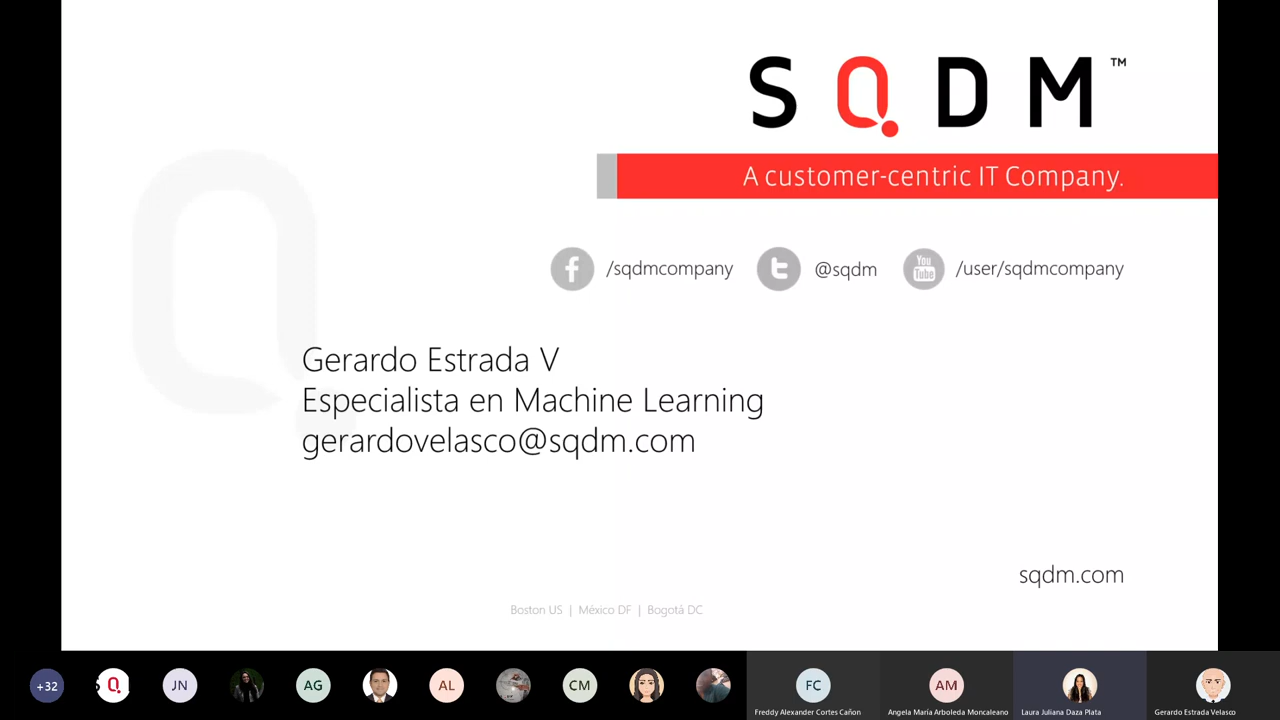 SQDM™
A customer-centric IT Company.
/sqdmcompany @sqdm You Tube /user/sqdmcompany
Gerardo Estrada V
Especialista en Machine Learning
gerardovelasco@sqdm.com
sqdm.com
Boston US | México DF | Bogotá DC
+32 JN AG AL CM FC AM
Freddy Alexander Cortes Cañon Angela María Arboleda Moncaleano Laura Juliana Daza Plata Gerardo Estrada Velasco